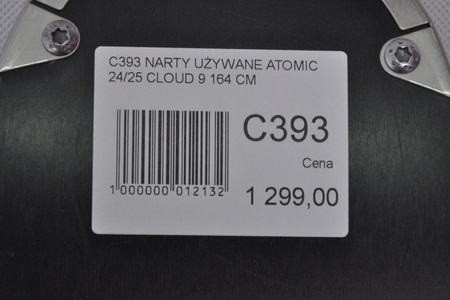 C393 NARTY UŻYWANE ATOMIC
24/25 CLOUD 9 164 CM
C393
Cena
1 000000 012132
1 299,00